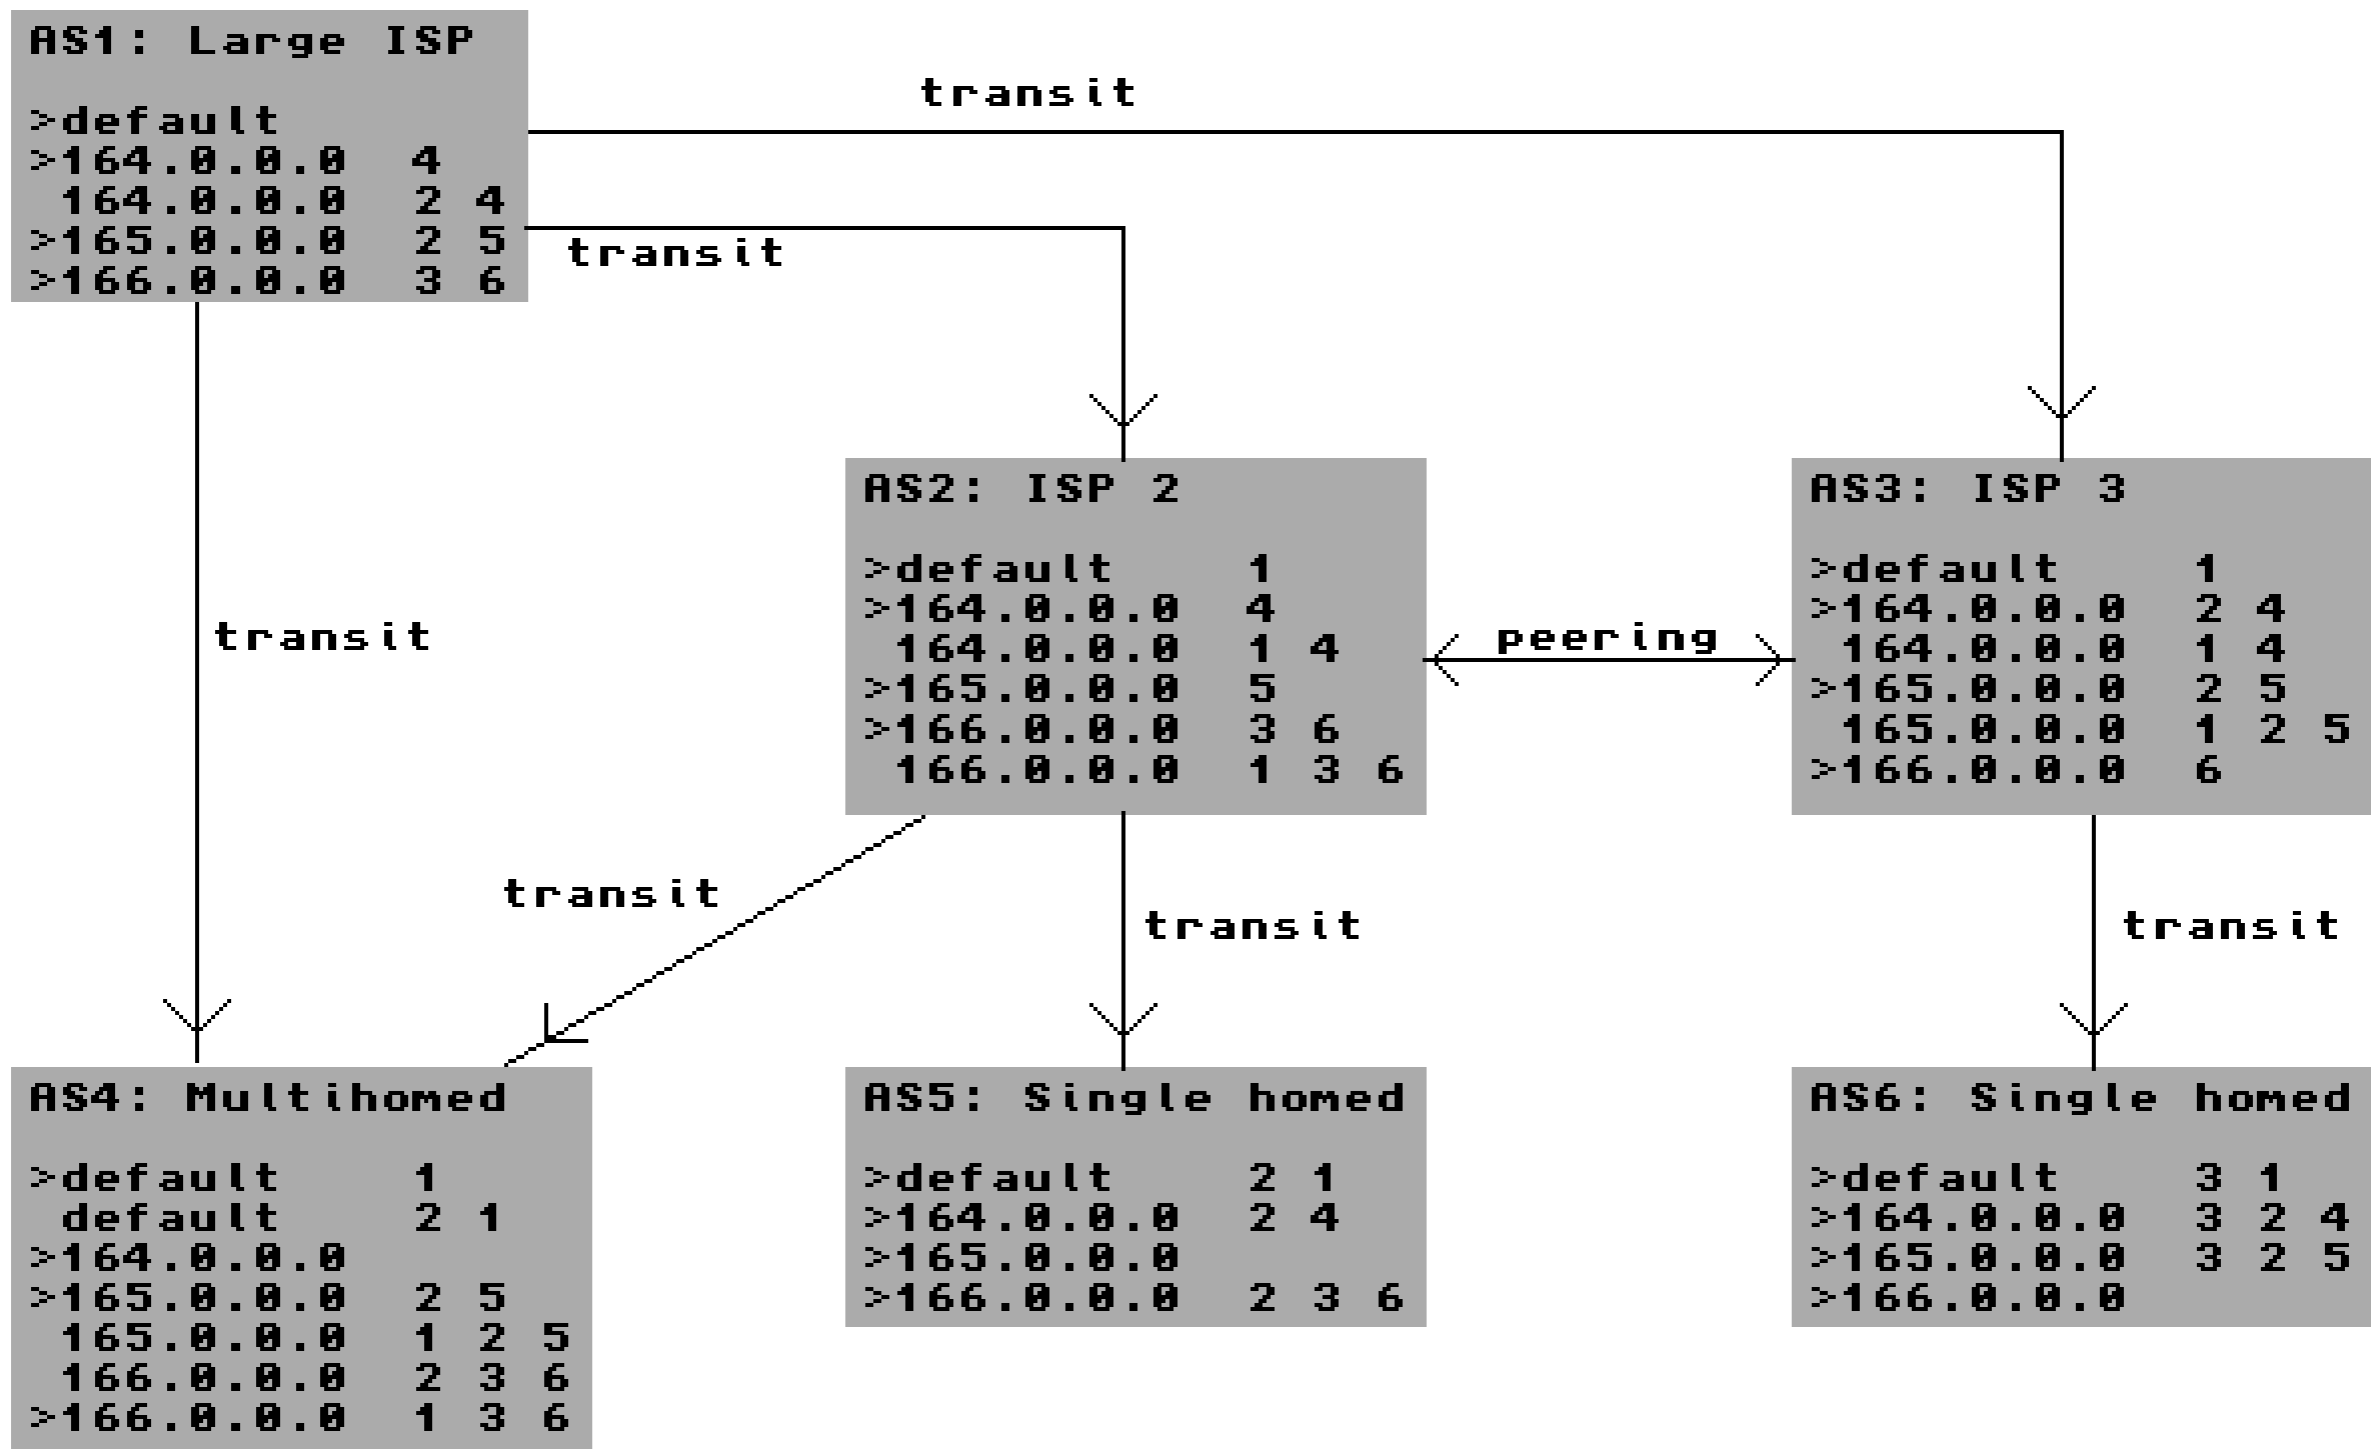 AS1: Large ISP
>default
>164.0.0.0 4
164.0.0.0 2 4
>165.0.0.0 2 5
>166.0.0.0 3 6
transit
transit
transit
AS2: ISP 2
>default 1
>164.0.0.0 4
164.0.0.0 1 4
>165.0.0.0 5
>166.0.0.0 3 6
166.0.0.0 1 3 6
peering
AS3: ISP 3
>default 1
>164.0.0.0 2 4
164.0.0.0 1 4
>165.0.0.0 2 5
165.0.0.0 1 2 5
>166.0.0.0 6
transit
transit
transit
AS4: Multihomed
>default 1
default 2 1
>164.0.0.0
>165.0.0.0 2 5
165.0.0.0 1 2 5
166.0.0.0 2 3 6
>166.0.0.0 1 3 6
AS5: Single homed
>default 2 1
>164.0.0.0 2 4
>165.0.0.0
>166.0.0.0 2 3 6
AS6: Single homed
>default 3 1
>164.0.0.0 3 2 4
>165.0.0.0 3 2 5
>166.0.0.0